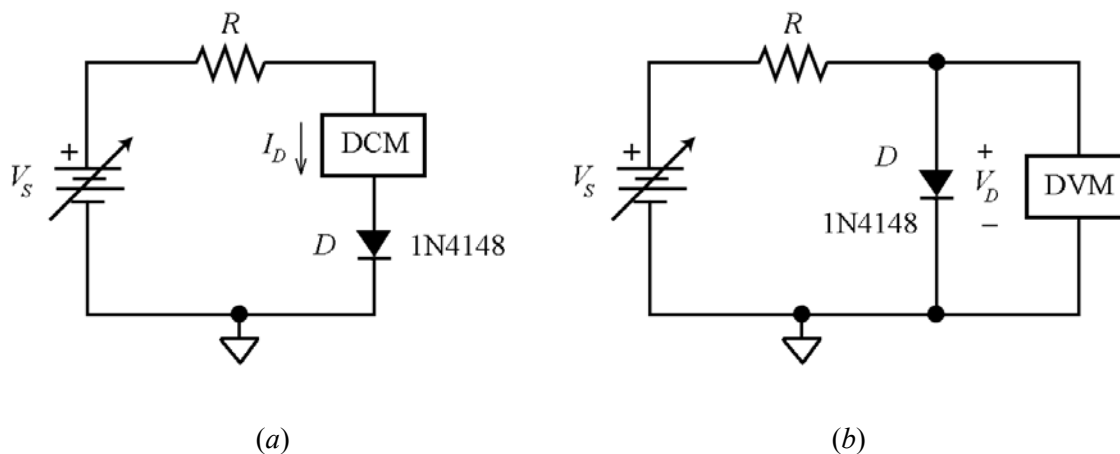 R
DCM
I_D
+
V_S
D 1N4148
(a)
R
+
V_S
D
1N4148
+
V_D
−
DVM
(b)